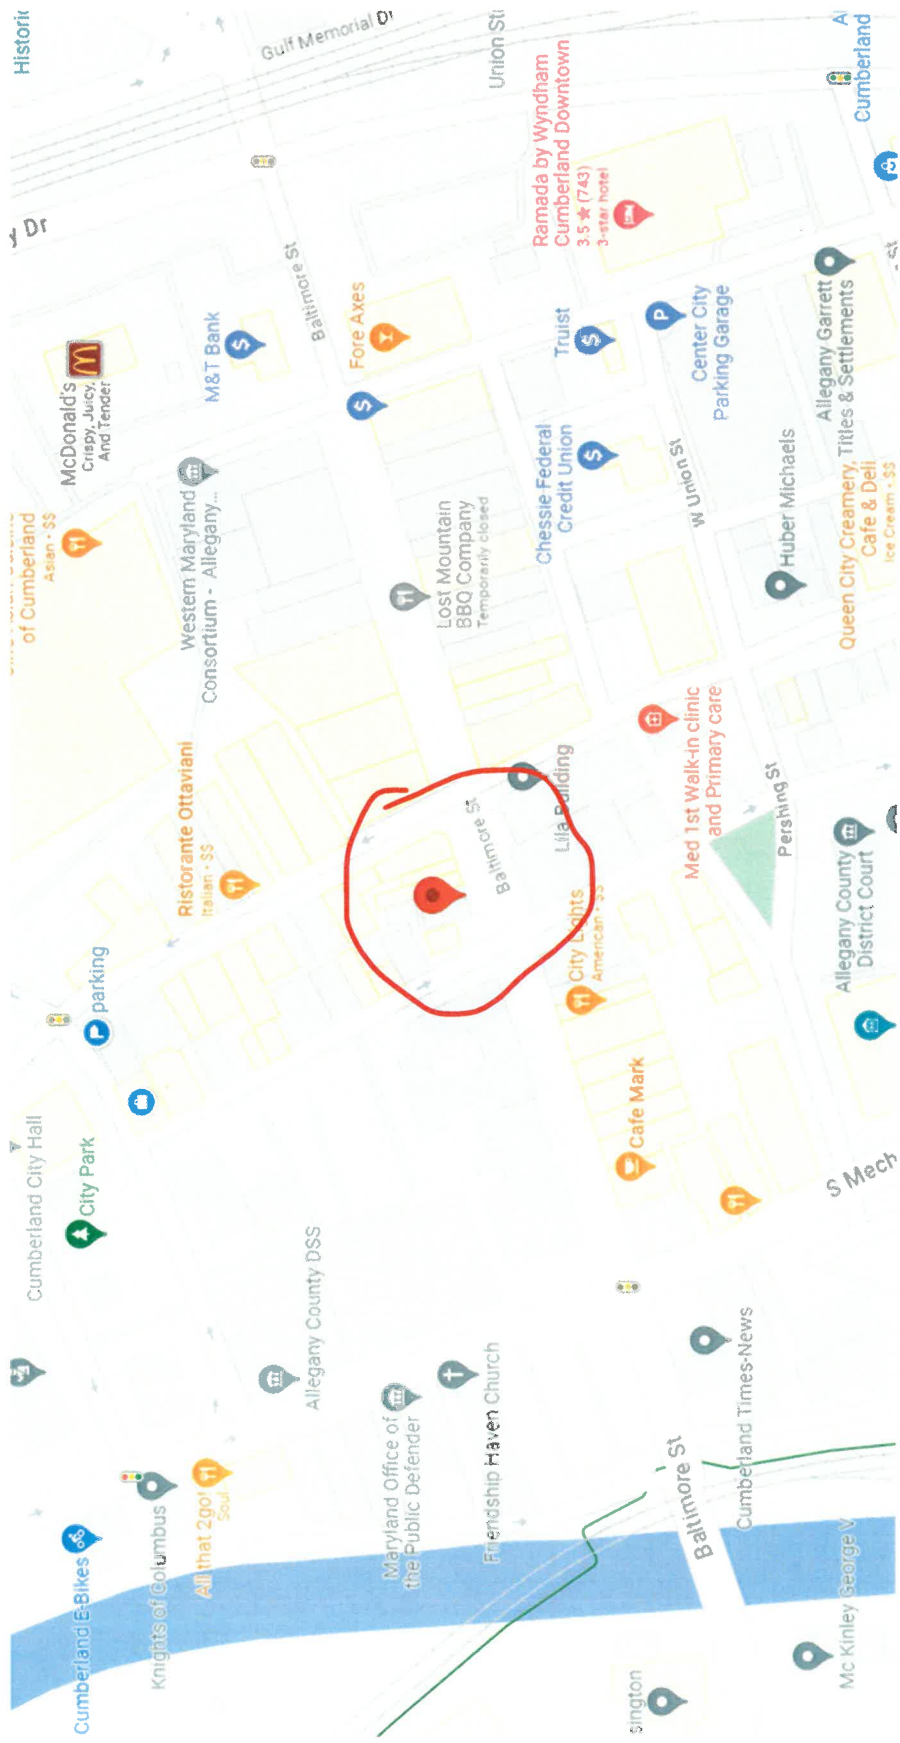 Cumberland E-Bikes
Cumberland City Hall
City Park
parking
of Cumberland
Asian · $$
McDonald's
Crispy, Juicy,
And Tender
Dr
Historic
Knights of Columbus
All that 2go!
Soul
Allegany County DSS
Ristorante Ottaviani
Italian · $$
Western Maryland
Consortium - Allegany...
M&T Bank
Baltimore St
Gulf Memorial Dr
Maryland Office of
the Public Defender
Friendship Haven Church
Baltimore St
Lost Mountain
BBQ Company
Temporarily closed
Fore Axes
Union St
City Lights
American · $$
Lila Building
Chessie Federal
Credit Union
Truist
Ramada by Wyndham
Cumberland Downtown
3.5 ★ (743)
3-star hotel
sington
Baltimore St
Cafe Mark
Med 1st Walk-in clinic
and Primary care
W Union St
Center City
Parking Garage
Cumberland Times-News
Pershing St
Huber Michaels
Mc Kinley George V
S Mech
Allegany County
District Court
Queen City Creamery,
Cafe & Deli
Ice Cream · $$
Allegany Garrett
Titles & Settlements
Cumberland